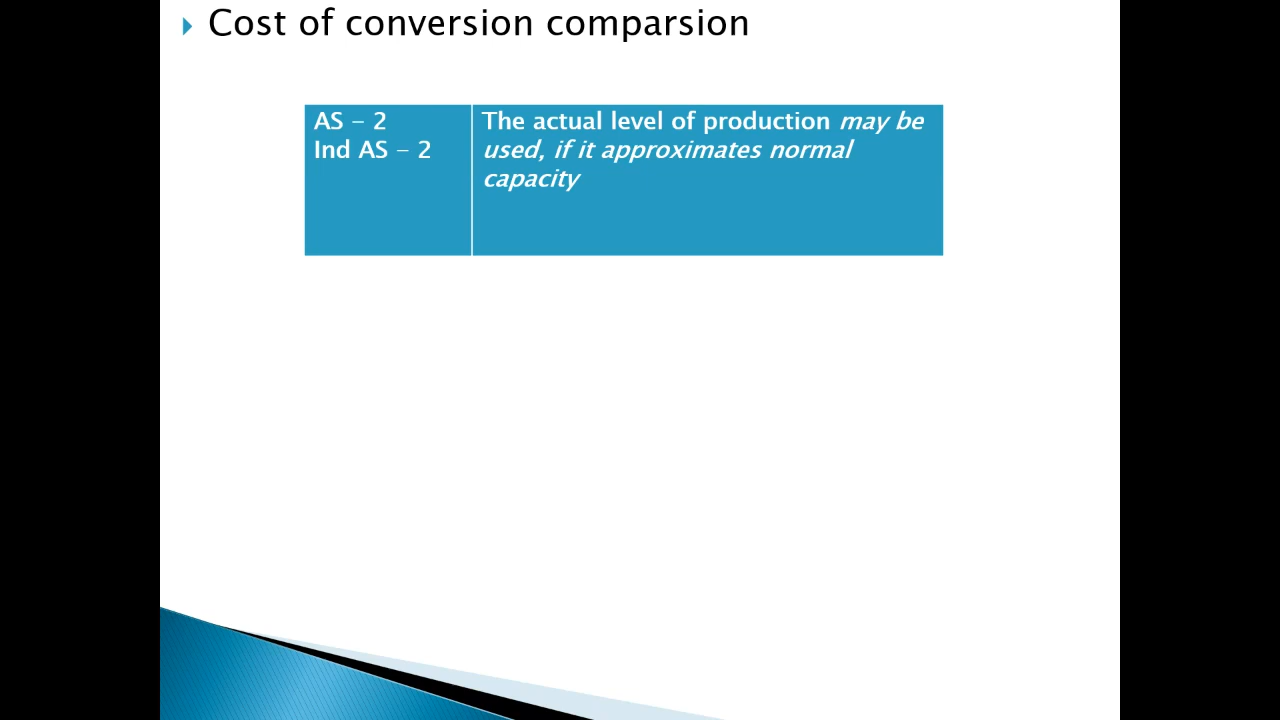 Cost of conversion comparsion
AS – 2
Ind AS – 2
The actual level of production may be
used, if it approximates normal
capacity